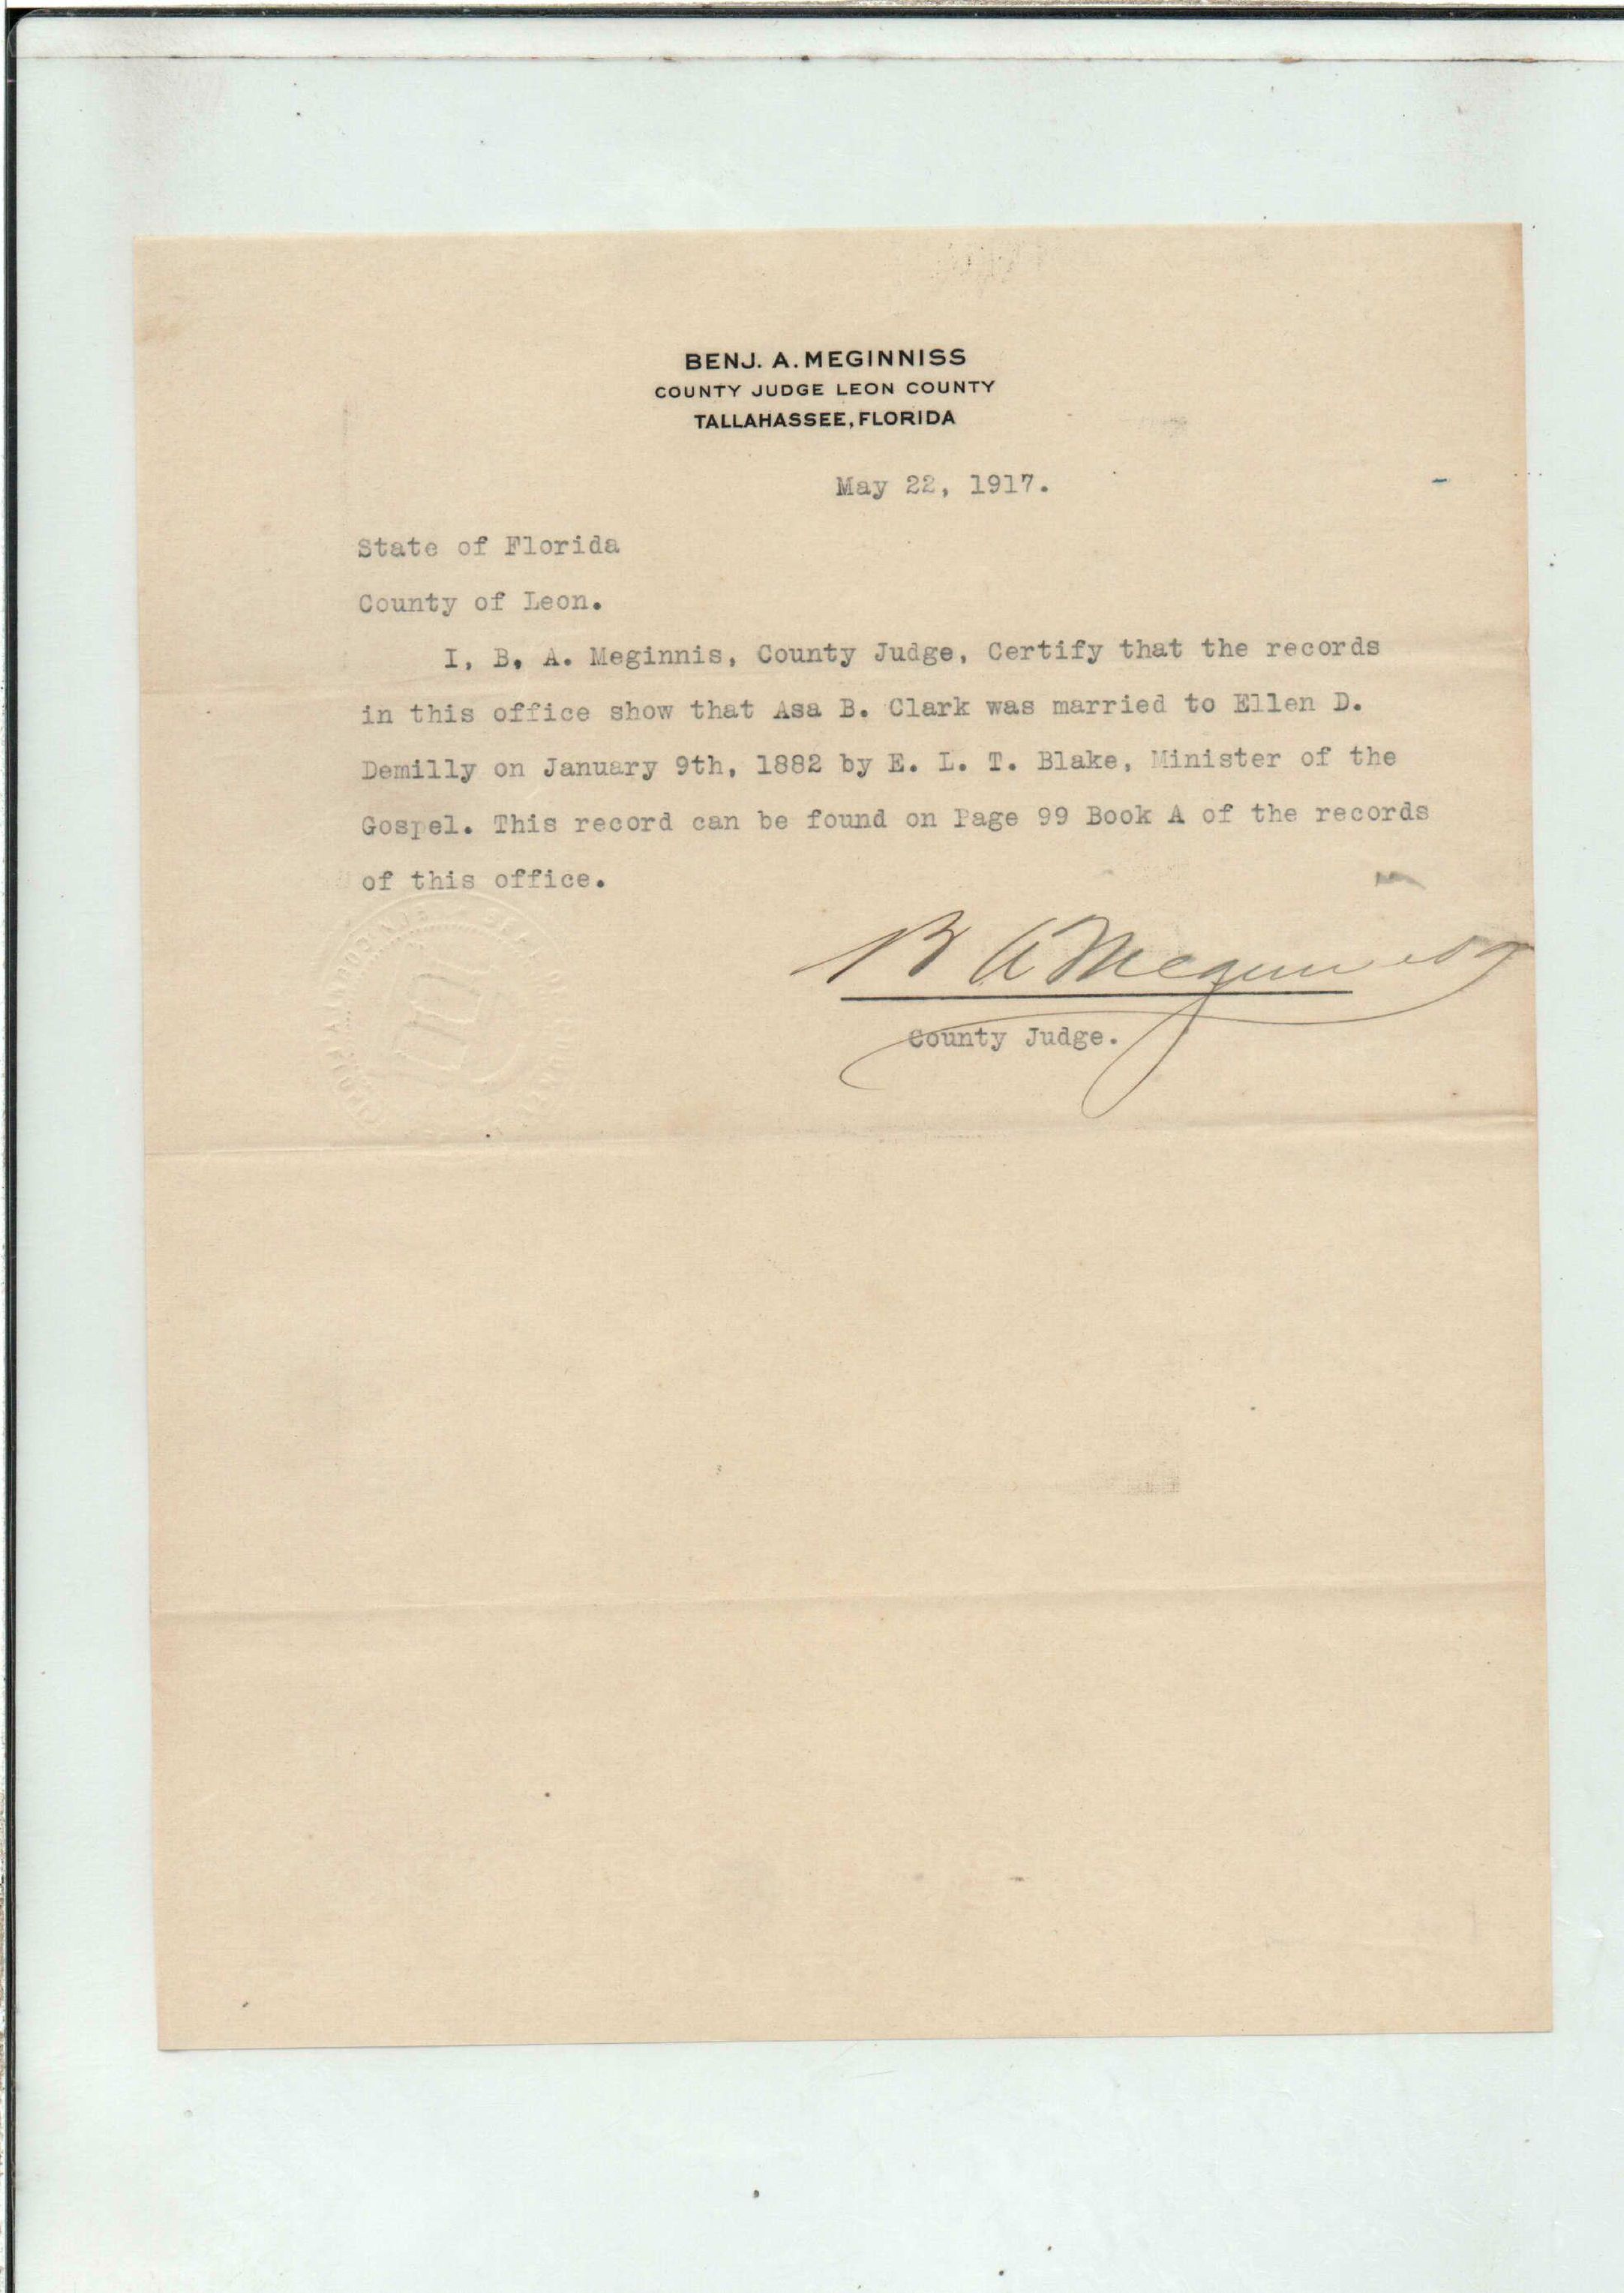 BENJ. A. MEGINNISS
COUNTY JUDGE LEON COUNTY
TALLAHASSEE, FLORIDA
May 22, 1917.
State of Florida
County of Leon.
I, B. A. Meginnis, County Judge, Certify that the records
in this office show that Asa B. Clark was married to Ellen D.
Demilly on January 9th, 1882 by E. L. T. Blake, Minister of the
Gospel. This record can be found on Page 99 Book A of the records
of this office.
B A Meginniss
County Judge.